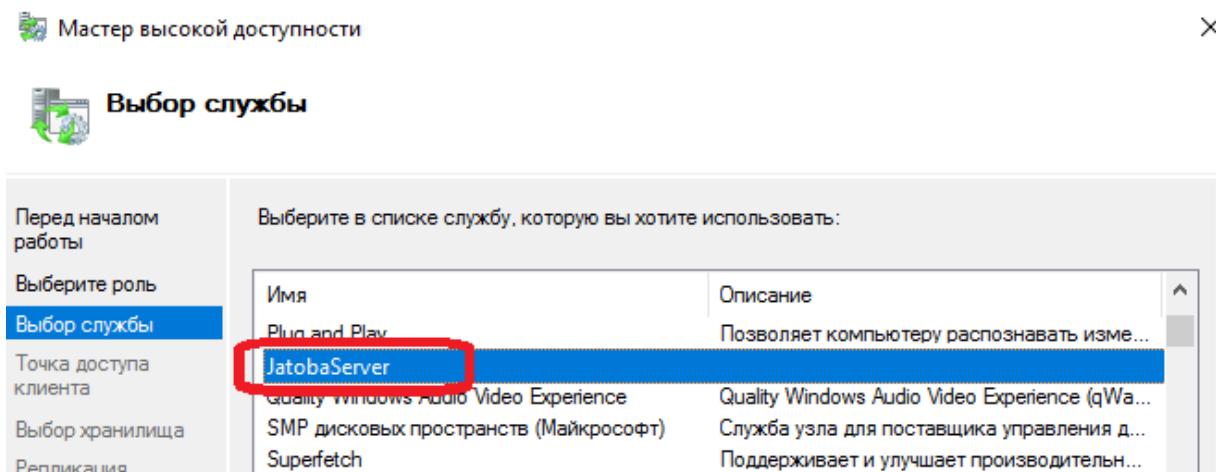 Мастер высокой доступности
Выбор службы
Перед началом
работы
Выберите роль
Выбор службы
Точка доступа
клиента
Выбор хранилища
Репликация
Выберите в списке службу, которую вы хотите использовать:
Имя Описание
Plug and Play Позволяет компьютеру распознавать изме...
JatobaServer
Quality Windows Audio Video Experience Quality Windows Audio Video Experience (qWa...
SMP дисковых пространств (Майкрософт) Служба узла для поставщика управления д...
Superfetch Поддерживает и улучшает производительн...